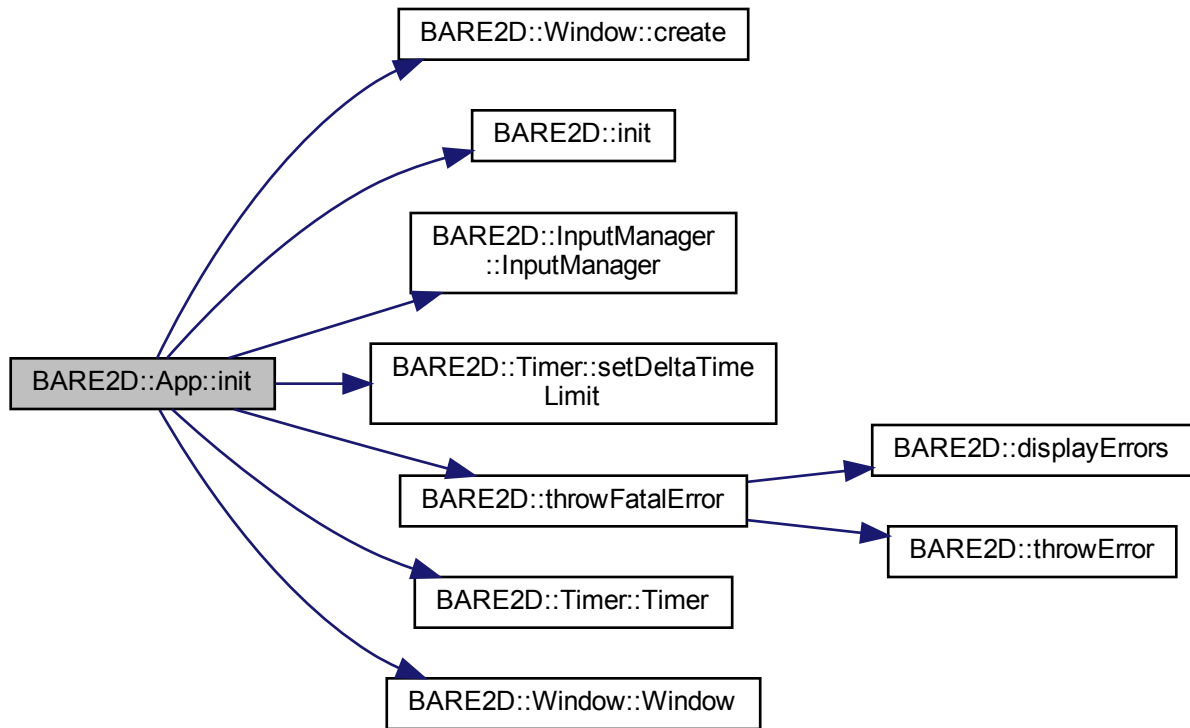 BARE2D::Window::create
BARE2D::init
BARE2D::InputManager
::InputManager
BARE2D::App::init
BARE2D::Timer::setDeltaTime
Limit
BARE2D::throwFatalError
BARE2D::displayErrors
BARE2D::throwError
BARE2D::Timer::Timer
BARE2D::Window::Window